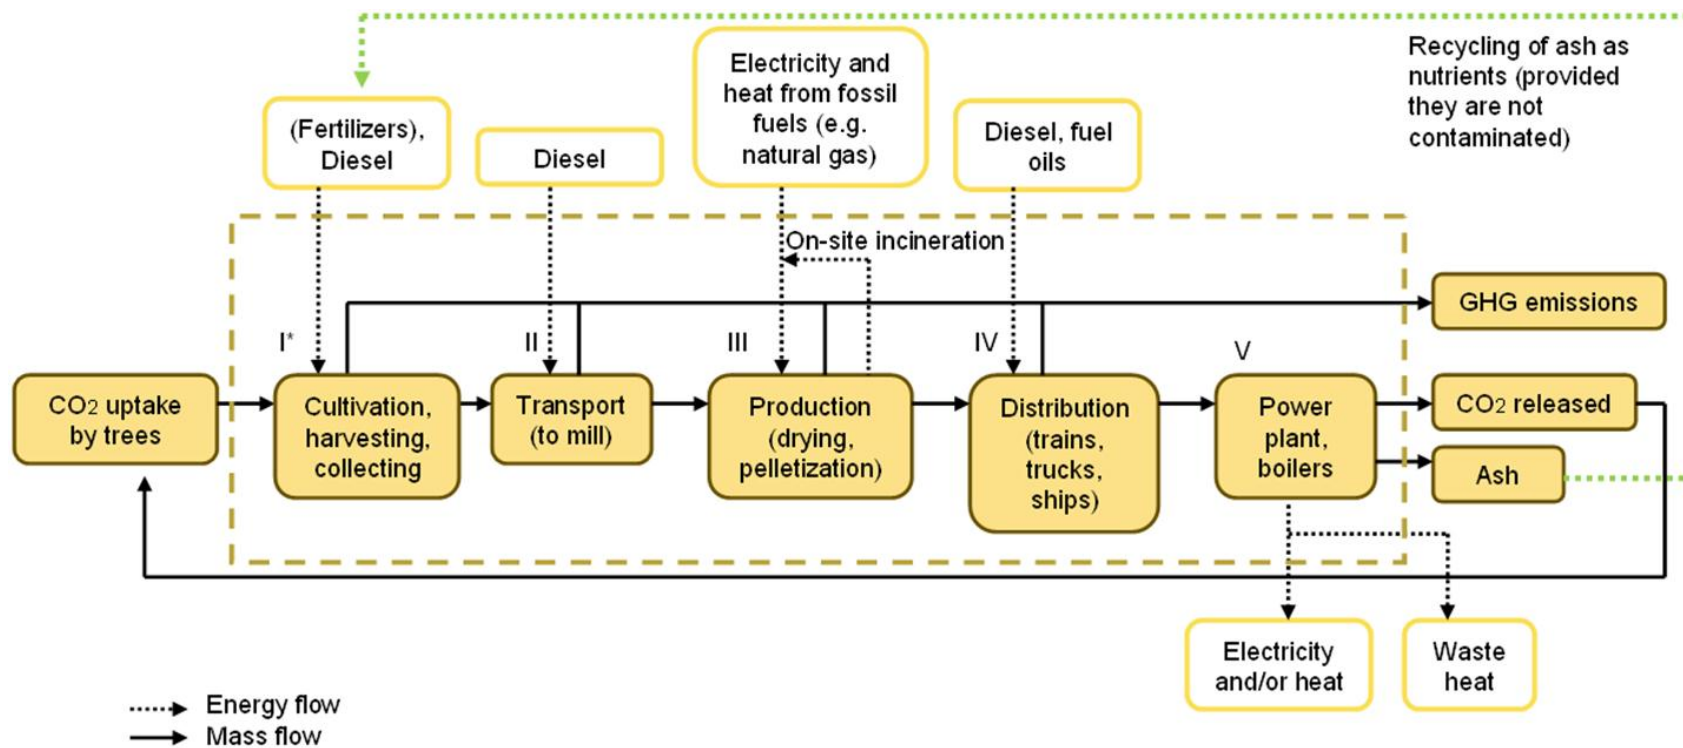 Recycling of ash as
nutrients (provided
they are not
contaminated)
Electricity and
heat from fossil
fuels (e.g.
natural gas)
(Fertilizers),
Diesel
Diesel
Diesel, fuel
oils
On-site incineration
GHG emissions
I*
II
III
IV
V
CO2 uptake
by trees
Cultivation,
harvesting,
collecting
Transport
(to mill)
Production
(drying,
pelletization)
Distribution
(trains,
trucks,
ships)
Power
plant,
boilers
CO2 released
Ash
Electricity
and/or heat
Waste
heat
Energy flow
Mass flow